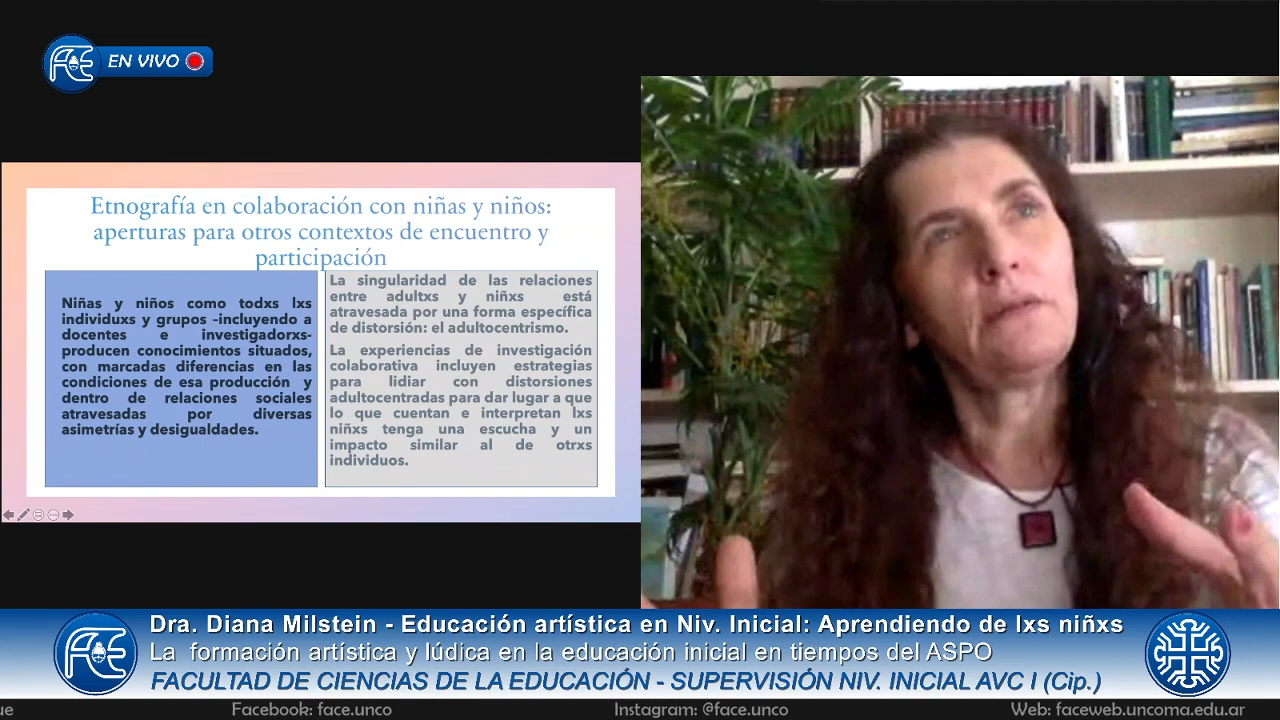 FACE EN VIVO
Etnografía en colaboración con niñas y niños:
aperturas para otros contextos de encuentro y
participación
Niñas y niños como todxs lxs
individuxs y grupos –incluyendo a
docentes e investigadorxs-
producen conocimientos situados,
con marcadas diferencias en las
condiciones de esa producción y
dentro de relaciones sociales
atravesadas por diversas
asimetrías y desigualdades.
La singularidad de las relaciones
entre adultxs y niñxs está
atravesada por una forma específica
de distorsión: el adultocentrismo.
La experiencias de investigación
colaborativa incluyen estrategias
para lidiar con distorsiones
adultocentradas para dar lugar a que
lo que cuentan e interpretan lxs
niñxs tenga una escucha y un
impacto similar al de otrxs
individuos.
Dra. Diana Milstein - Educación artística en Niv. Inicial: Aprendiendo de lxs niñxs
La formación artística y lúdica en la educación inicial en tiempos del ASPO
FACULTAD DE CIENCIAS DE LA EDUCACIÓN - SUPERVISIÓN NIV. INICIAL AVC I (Cip.)
ue Facebook: face.unco Instagram: @face.unco Web: faceweb.uncoma.edu.ar